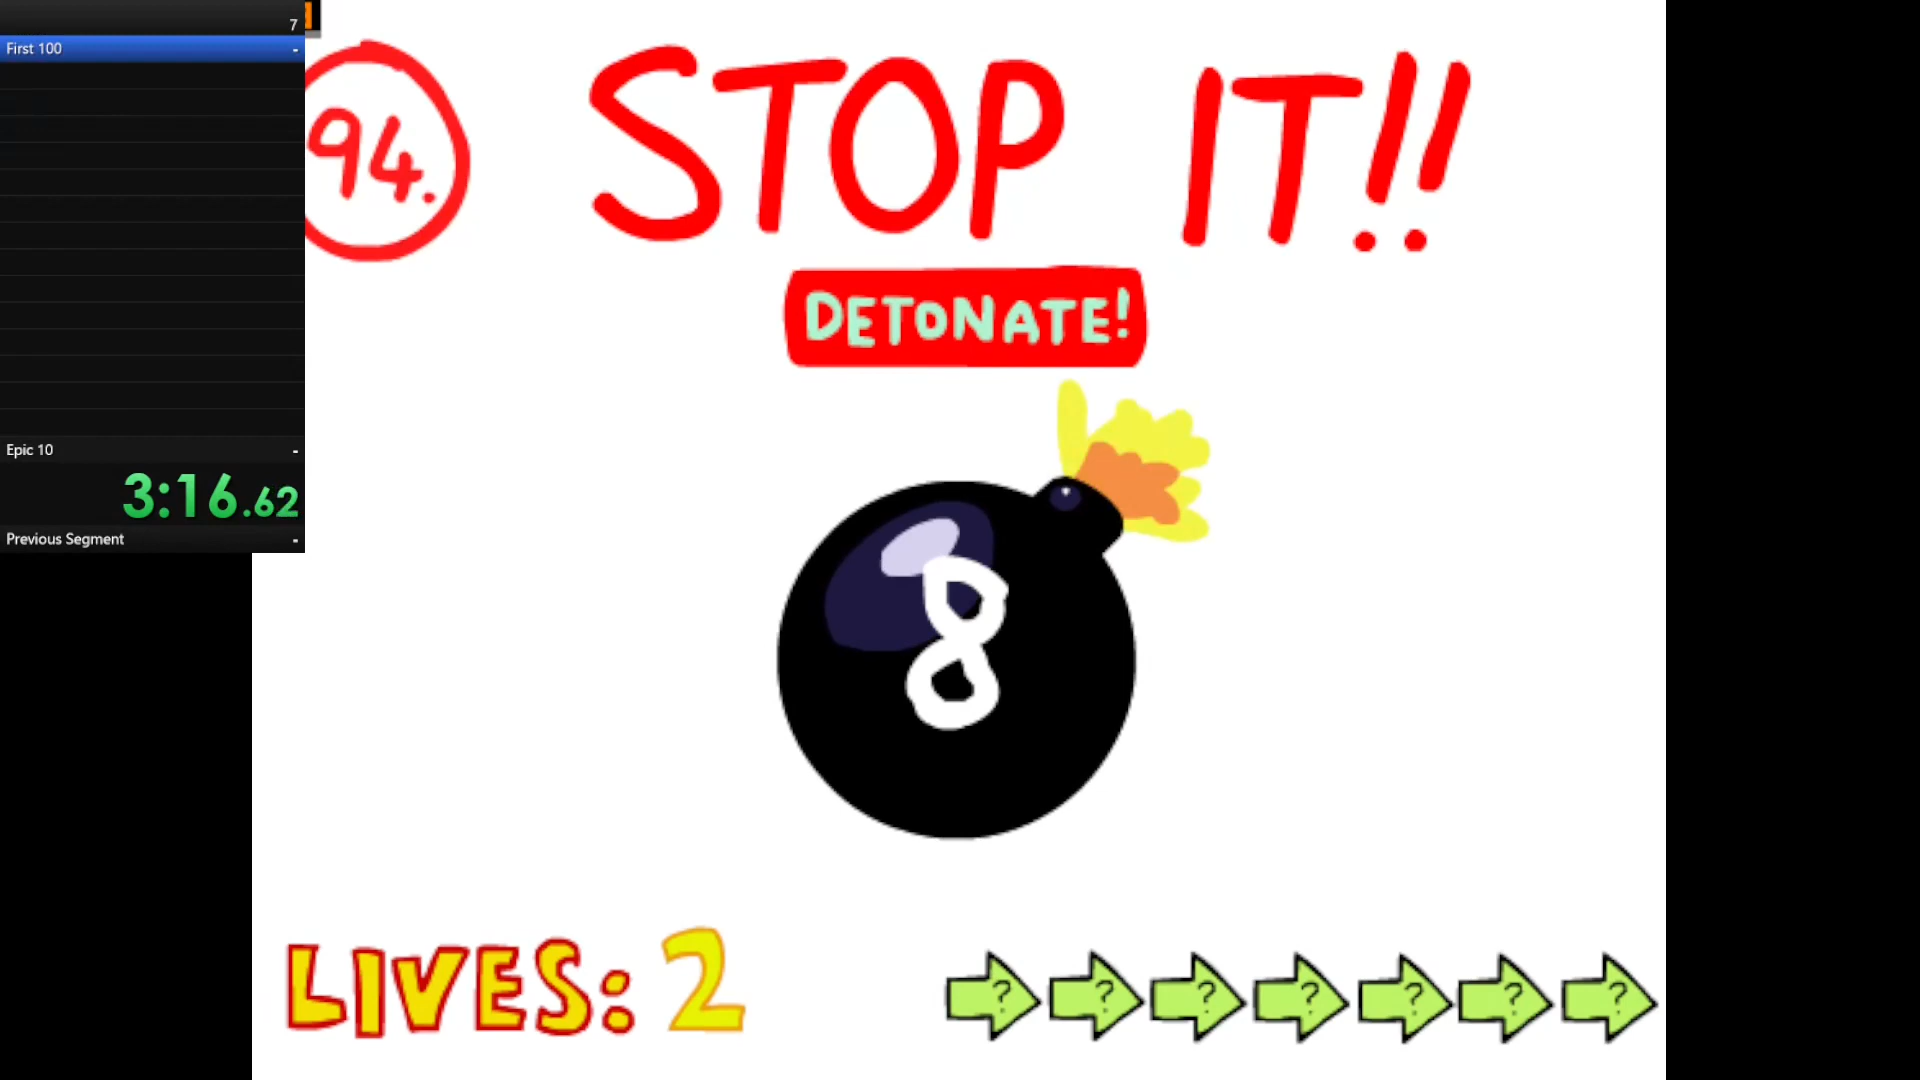 7
First 100 -
94. STOP IT!!
DETONATE!
8
Epic 10 -
3:16.62
Previous Segment -
LIVES: 2
? ? ? ? ? ? ?